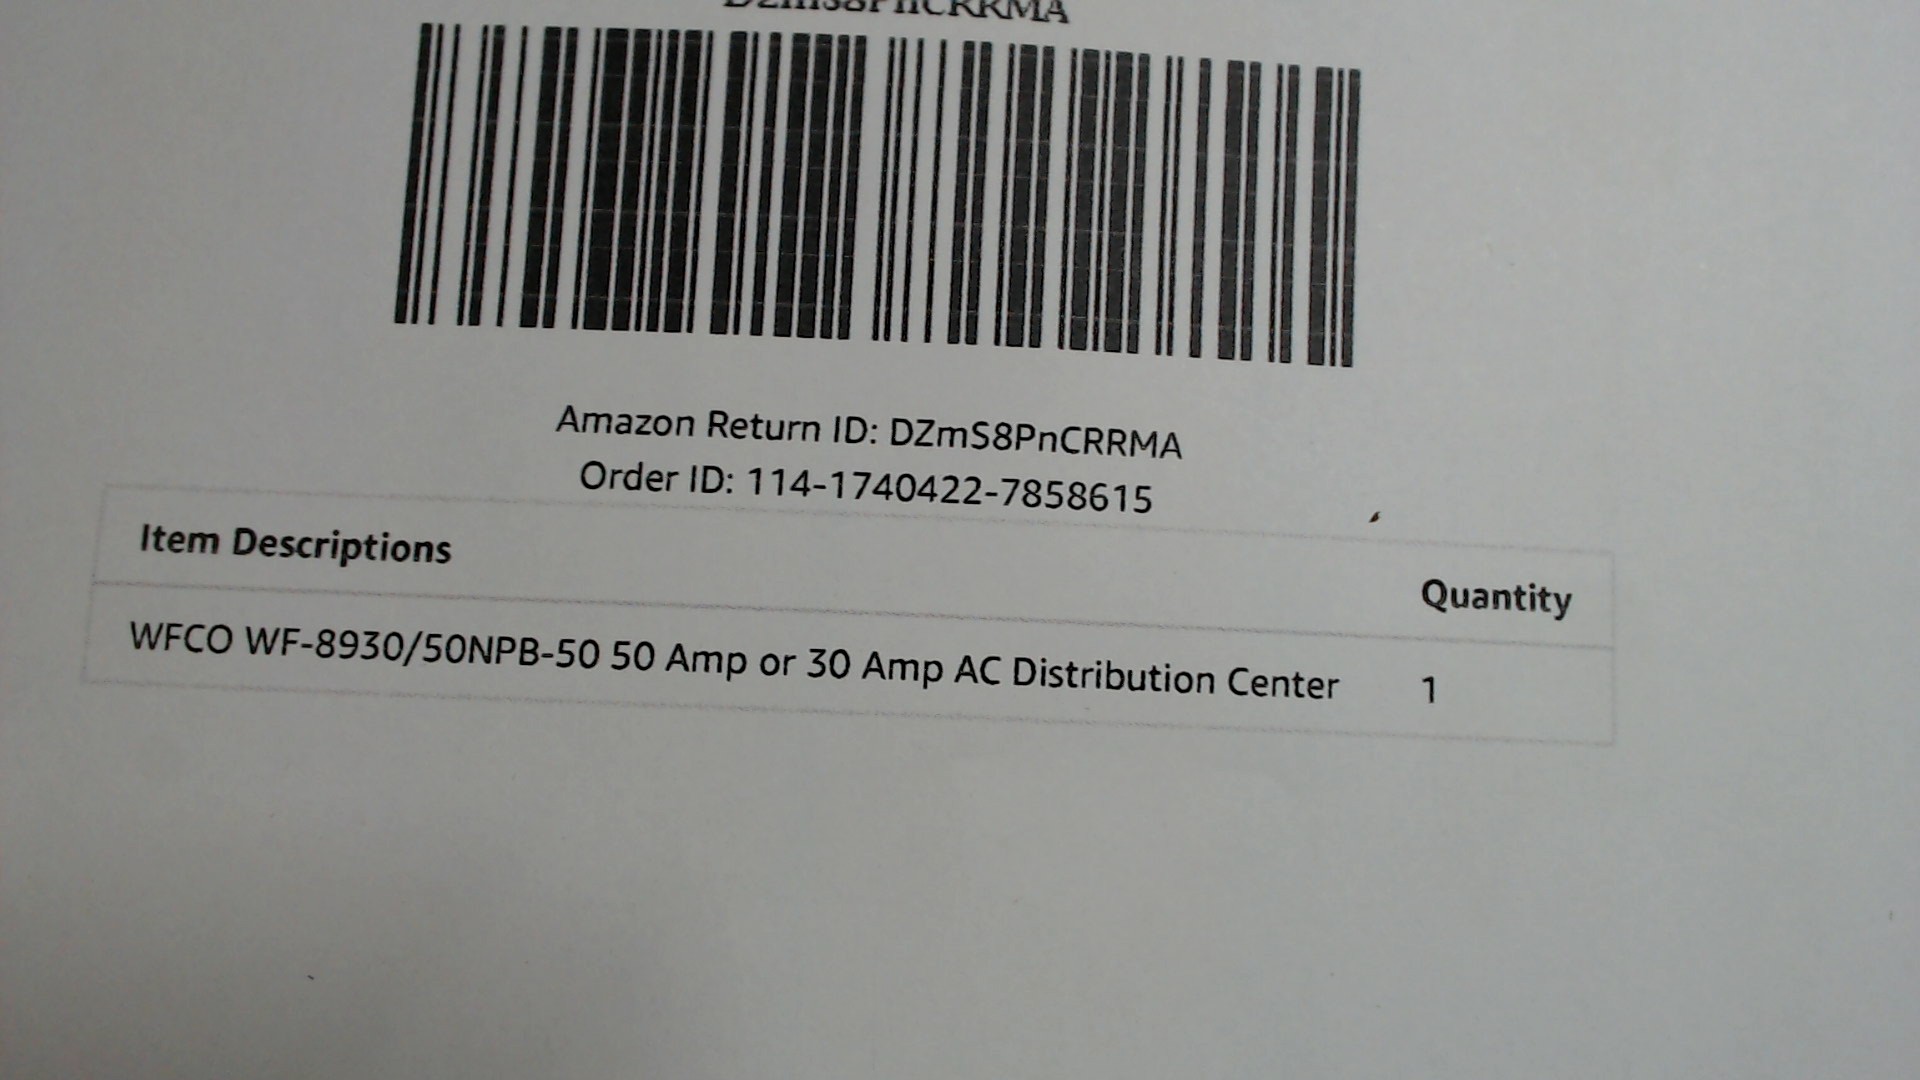 DZmS8PnCRRMA
Amazon Return ID: DZmS8PnCRRMA
Order ID: 114-1740422-7858615
Item Descriptions Quantity
WFCO WF-8930/50NPB-50 50 Amp or 30 Amp AC Distribution Center 1